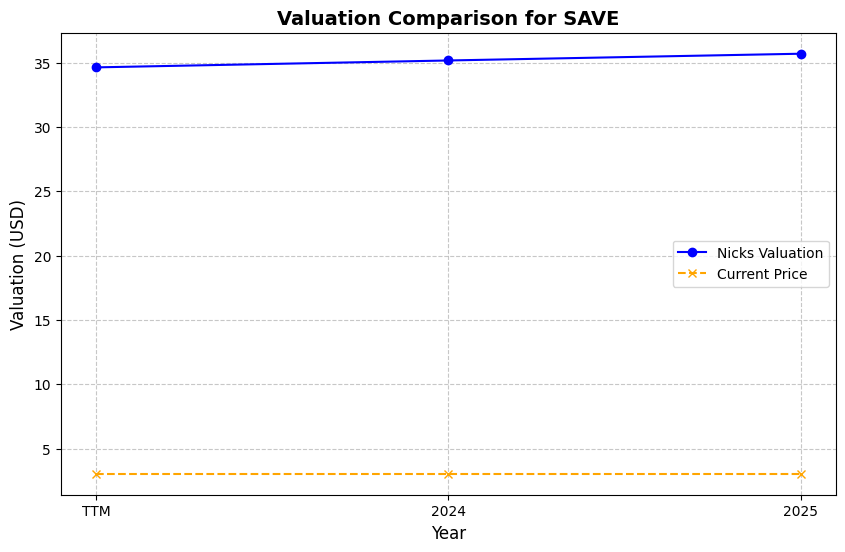 Valuation Comparison for SAVE
Valuation (USD)
35
30
25
20
15
10
5
Nicks Valuation
Current Price
TTM
2024
2025
Year